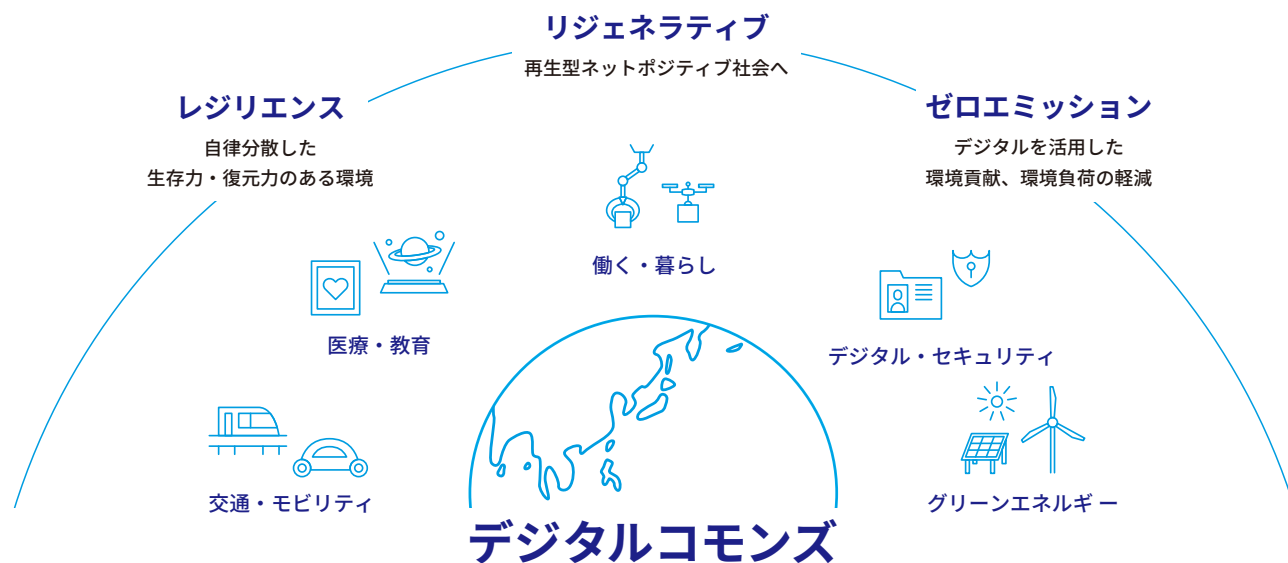 リジェネラティブ
再生型ネットポジティブ社会へ
レジリエンス
自律分散した
生存力・復元力のある環境
ゼロエミッション
デジタルを活用した
環境貢献、環境負荷の軽減
働く・暮らし
医療・教育
デジタル・セキュリティ
交通・モビリティ
グリーンエネルギー
デジタルコモンズ